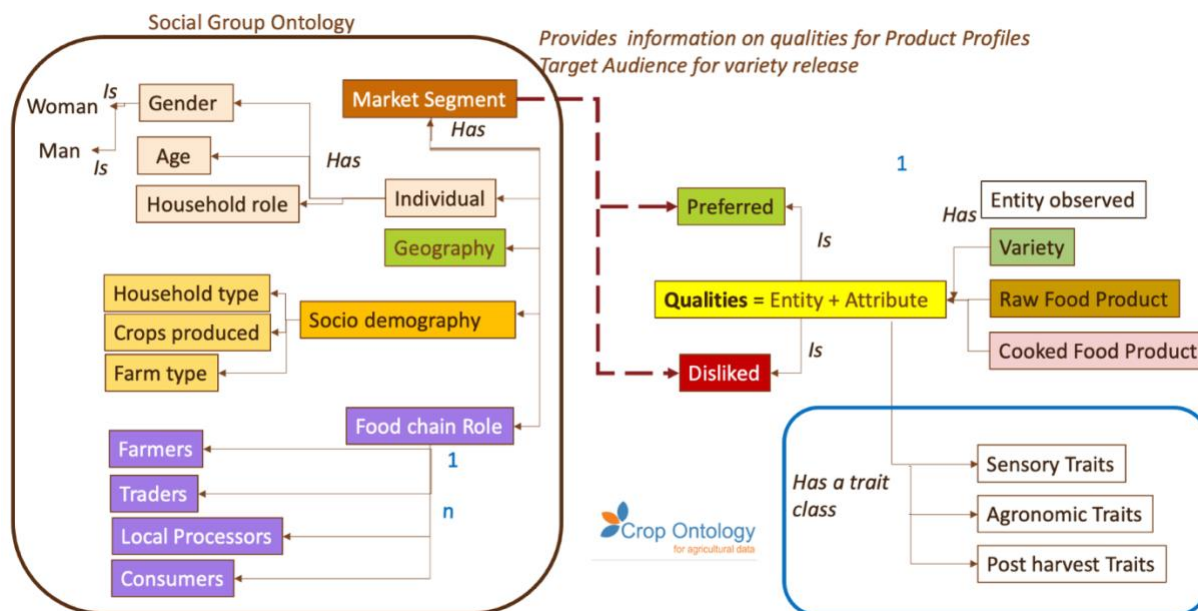 Social Group Ontology
Provides information on qualities for Product Profiles
Target Audience for variety release
Woman
Is
Gender
Market Segment
Has
Man
Is
Age
Has
Household role
Individual
Geography
Household type
Crops produced
Farm type
Socio demography
Food chain Role
Farmers
1
Traders
n
Local Processors
Consumers
1
Preferred
Is
Has
Entity observed
Variety
Qualities = Entity + Attribute
Raw Food Product
Is
Cooked Food Product
Disliked
Has a trait
class
Sensory Traits
Agronomic Traits
Post harvest Traits
Crop Ontology
for agricultural data